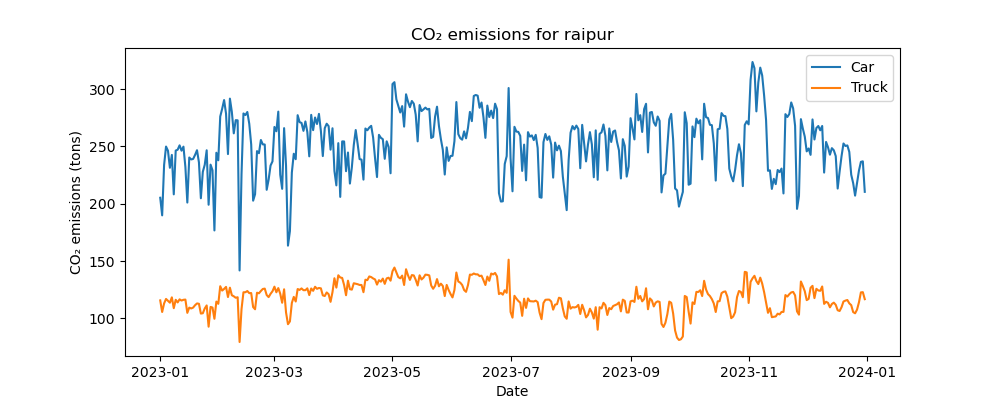 CO₂ emissions for raipur
CO₂ emissions (tons)
300
250
200
150
100
Car
Truck
2023-01 2023-03 2023-05 2023-07 2023-09 2023-11 2024-01
Date